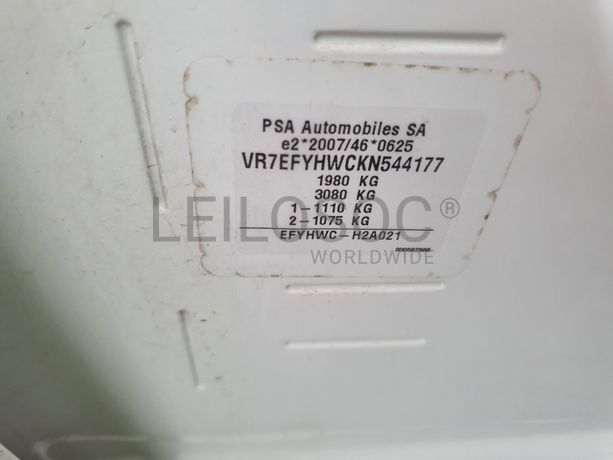 PSA Automobiles SA
e2*2007/46*0625
VR7EFYHWCKN544177
1980 KG
3080 KG
1-1110 KG
2-1075 KG
EFYHWC-H2A021
LEILOSOC®
WORLDWIDE